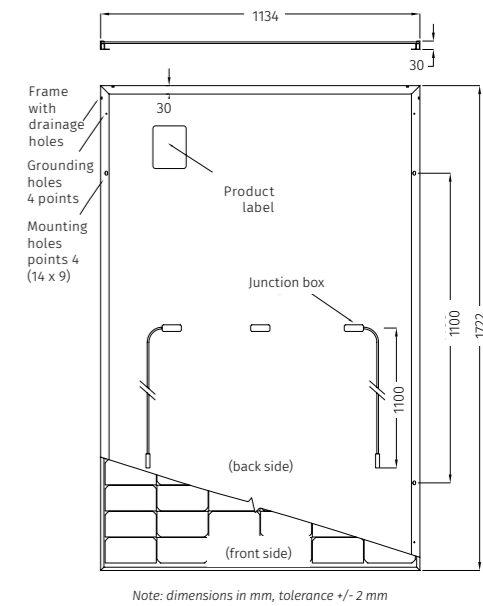 1134
30
30
Frame
with
drainage
holes
Grounding
holes
4 points
Mounting
holes
points 4
(14 x 9)
Product
label
Junction box
1100
1722
1100
(back side)
(front side)
Note: dimensions in mm, tolerance +/- 2 mm